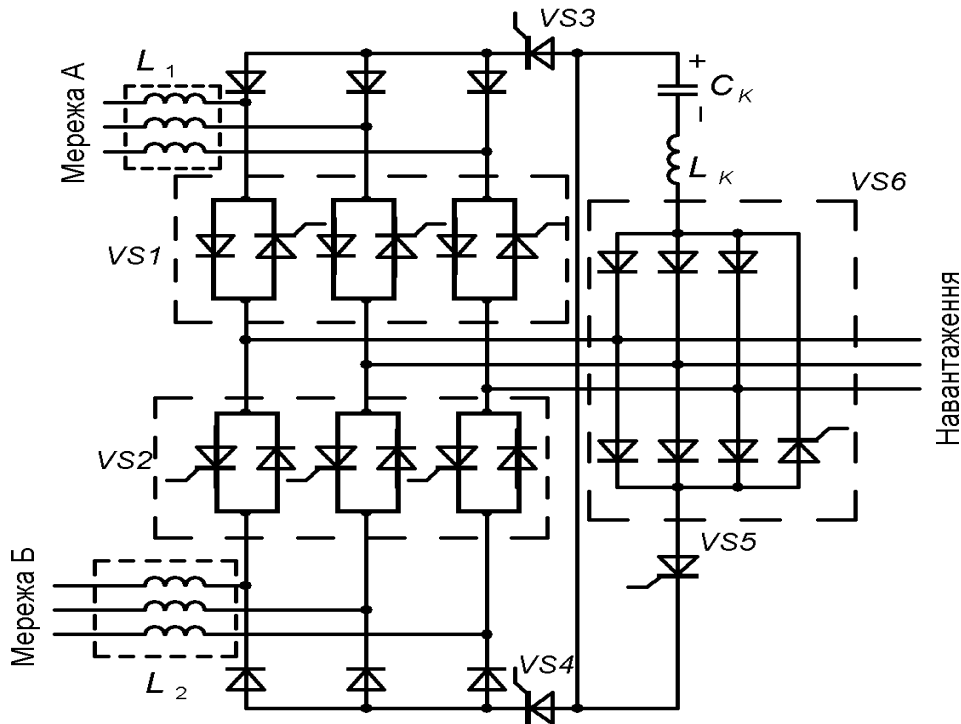 VS3
L 1
Мережа А
+
C K
−
L K
VS6
VS1
Навантаження
VS2
VS5
Мережа Б
VS4
L 2